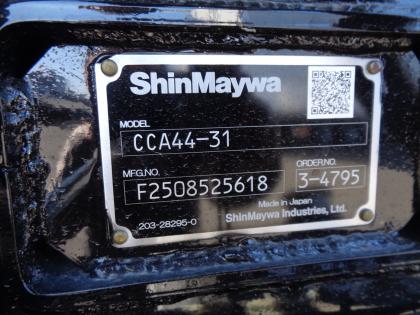 ShinMaywa
MODEL
CCA44-31
MFG.NO. ORDER.NO.
F2508525618 3-4795
Made in Japan
203-28295-0 ShinMaywa Industries, Ltd.